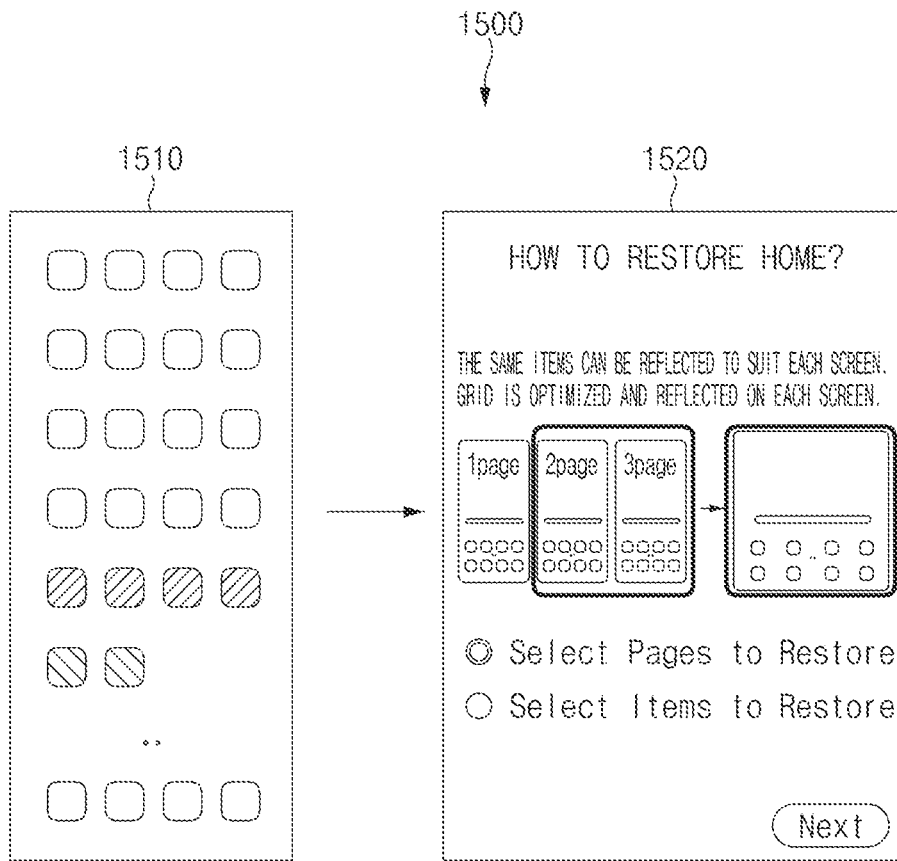 1500
1510
1520
HOW TO RESTORE HOME?
THE SAME ITEMS CAN BE REFLECTED TO SUIT EACH SCREEN.
GRID IS OPTIMIZED AND REFLECTED ON EACH SCREEN.
1page 2page 3page
Select Pages to Restore
Select Items to Restore
Next